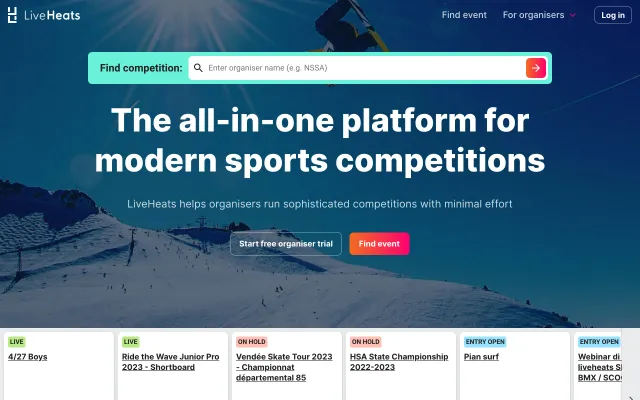 LiveHeats
Find event
For organisers
Log in
Find competition:
Enter organiser name (e.g. NSSA)
The all-in-one platform for
modern sports competitions
LiveHeats helps organisers run sophisticated competitions with minimal effort
Start free organiser trial
Find event
LIVE
4/27 Boys
LIVE
Ride the Wave Junior Pro
2023 - Shortboard
ON HOLD
Vendée Skate Tour 2023
- Championnat
départemental 85
ON HOLD
HSA State Championship
2022-2023
ENTRY OPEN
Pian surf
ENTRY OPEN
Webinar di
liveheats
BMX /